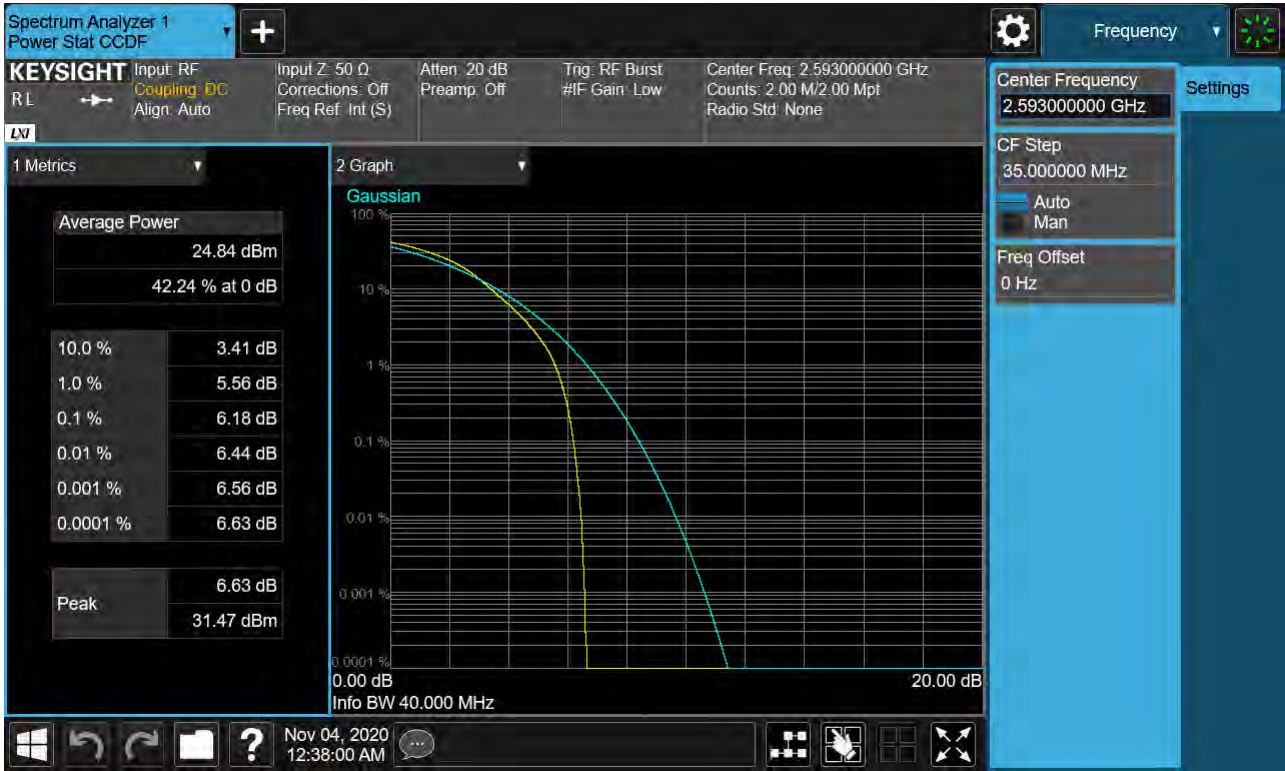 Spectrum Analyzer 1
Power Stat CCDF
+
Frequency
KEYSIGHT
R L
LXI
Input: RF
Coupling: DC
Align: Auto
Input Z: 50 Ω
Corrections: Off
Freq Ref: Int (S)
Atten: 20 dB
Preamp: Off
Trig: RF Burst
#IF Gain: Low
Center Freq: 2.593000000 GHz
Counts: 2.00 M/2.00 Mpt
Radio Std: None
Center Frequency
2.593000000 GHz
Settings
CF Step
35.000000 MHz
Auto
Man
Freq Offset
0 Hz
1 Metrics
Average Power
24.84 dBm
42.24 % at 0 dB
10.0 % 3.41 dB
1.0 % 5.56 dB
0.1 % 6.18 dB
0.01 % 6.44 dB
0.001 % 6.56 dB
0.0001 % 6.63 dB
Peak
6.63 dB
31.47 dBm
2 Graph
Gaussian
100 %
10 %
1 %
0.1 %
0.01 %
0.001 %
0.0001 %
0.00 dB 20.00 dB
Info BW 40.000 MHz
?
Nov 04, 2020
12:38:00 AM